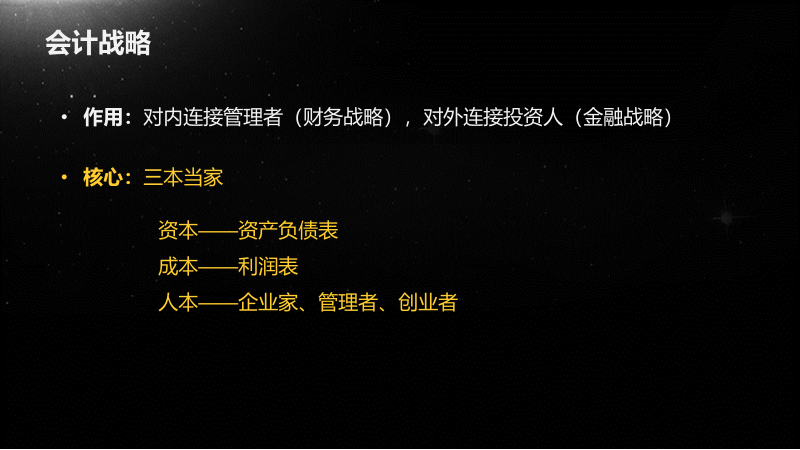 会计战略
• 作用：对内连接管理者（财务战略），对外连接投资人（金融战略）
• 核心：三本当家
资本——资产负债表
成本——利润表
人本——企业家、管理者、创业者